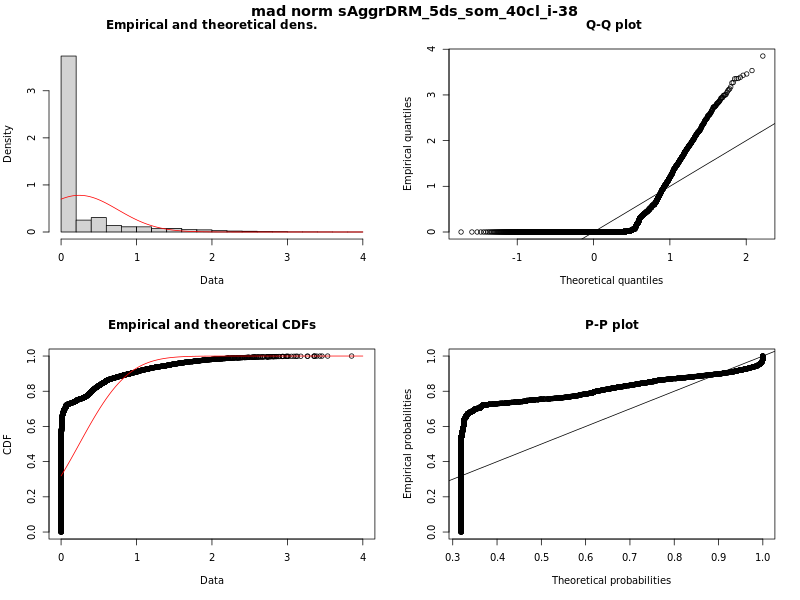 mad norm sAggrDRM_5ds_som_40cl_i-38
Empirical and theoretical dens.
Density
0 1 2 3
0 1 2 3 4
Data
Q-Q plot
Empirical quantiles
0 1 2 3 4
-1 0 1 2
Theoretical quantiles
Empirical and theoretical CDFs
CDF
0.0 0.2 0.4 0.6 0.8 1.0
0 1 2 3 4
Data
P-P plot
Empirical probabilities
0.0 0.2 0.4 0.6 0.8 1.0
0.3 0.4 0.5 0.6 0.7 0.8 0.9 1.0
Theoretical probabilities